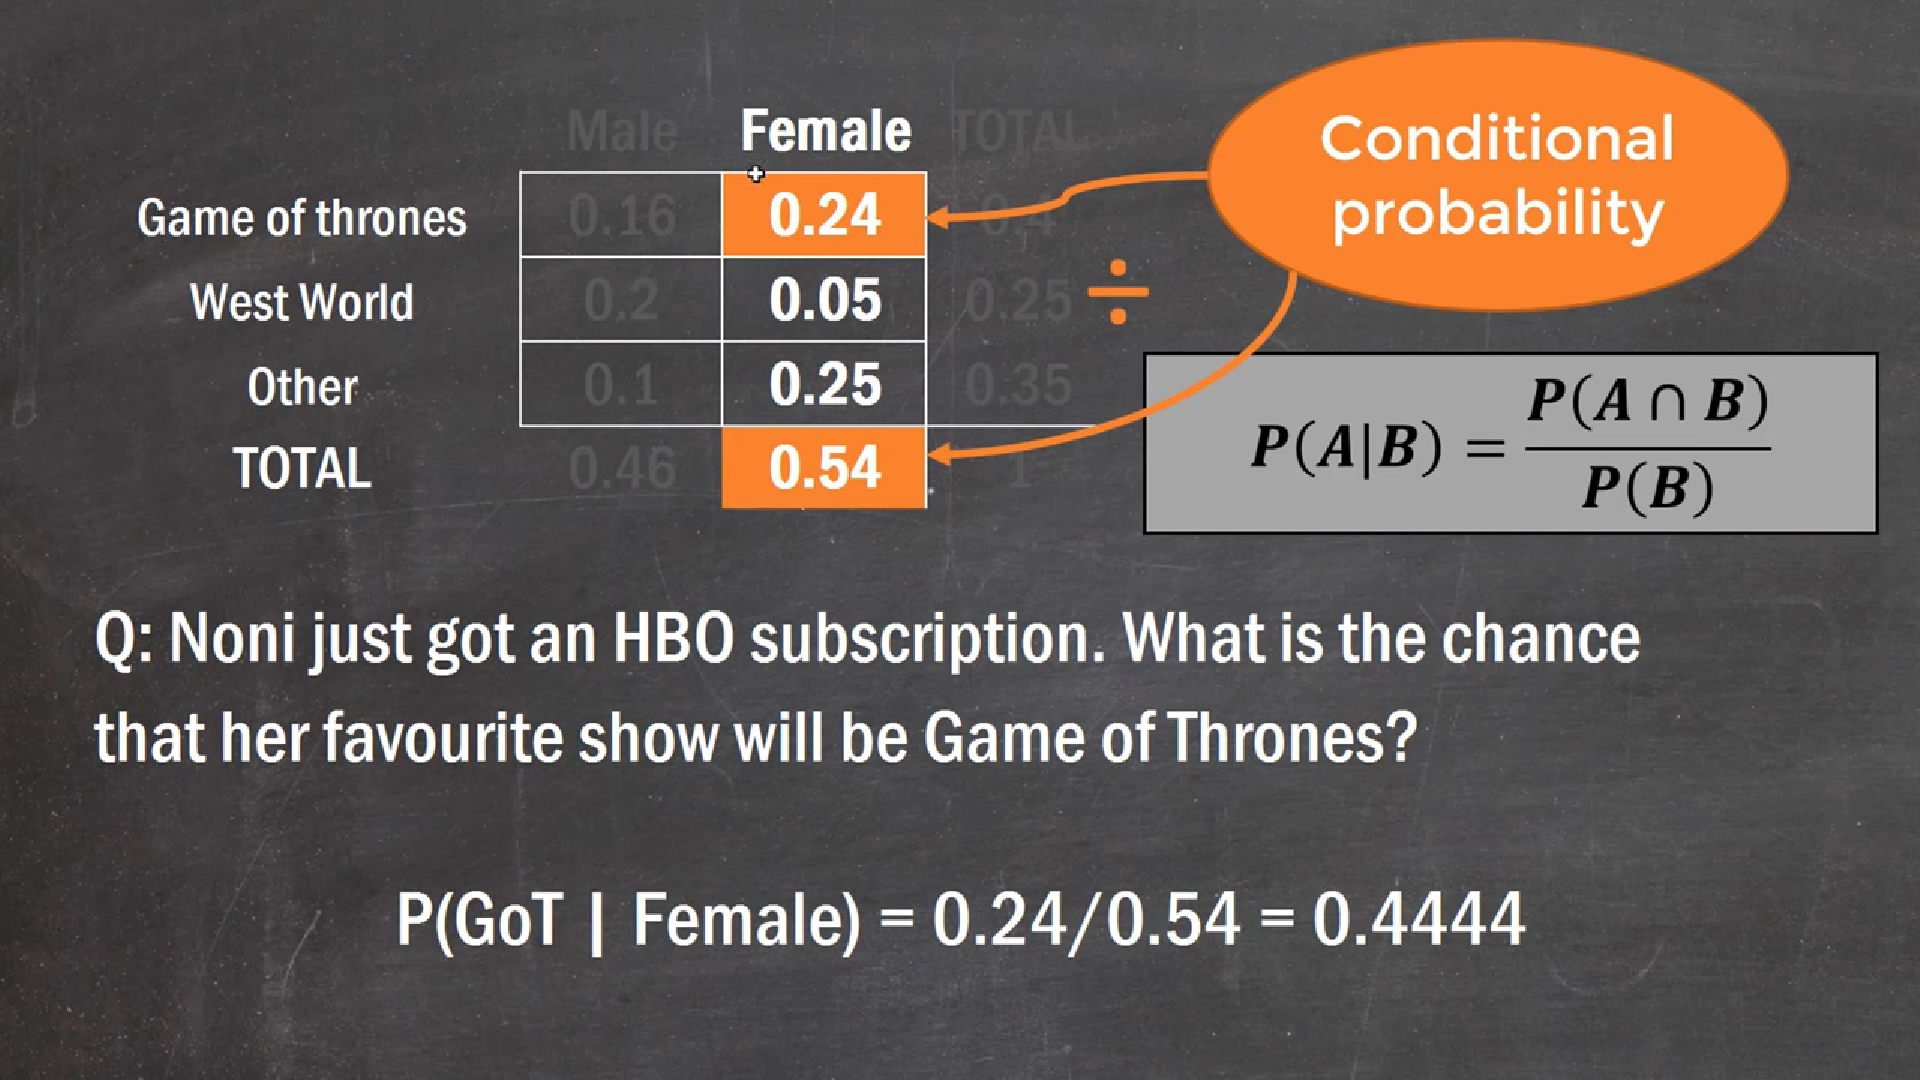 Male Female TOTAL
Game of thrones 0.16 0.24 0.4
West World 0.2 0.05 0.25
Other 0.1 0.25 0.35
TOTAL 0.46 0.54 1
÷
Conditional
probability
P(A|B) = P(A ∩ B) / P(B)
Q: Noni just got an HBO subscription. What is the chance
that her favourite show will be Game of Thrones?
P(GoT | Female) = 0.24/0.54 = 0.4444